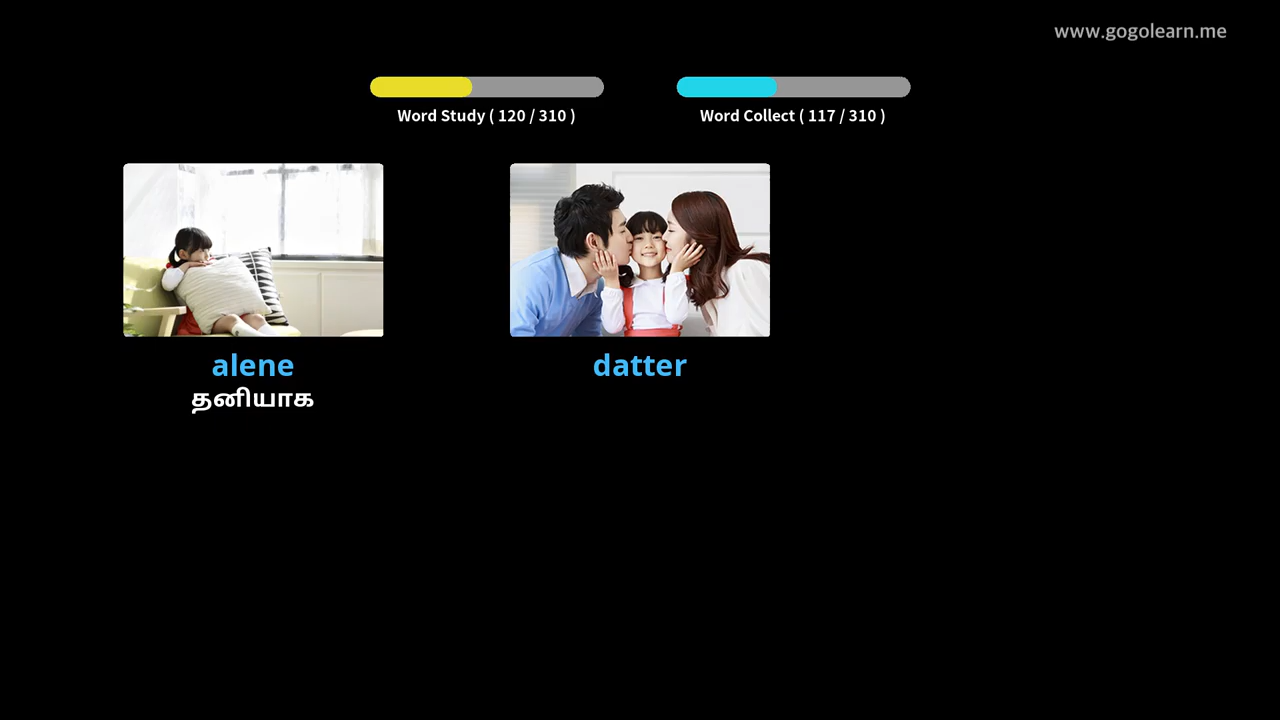 www.gogolearn.me
Word Study ( 120 / 310 )
Word Collect ( 117 / 310 )
alene
தனியாக
datter